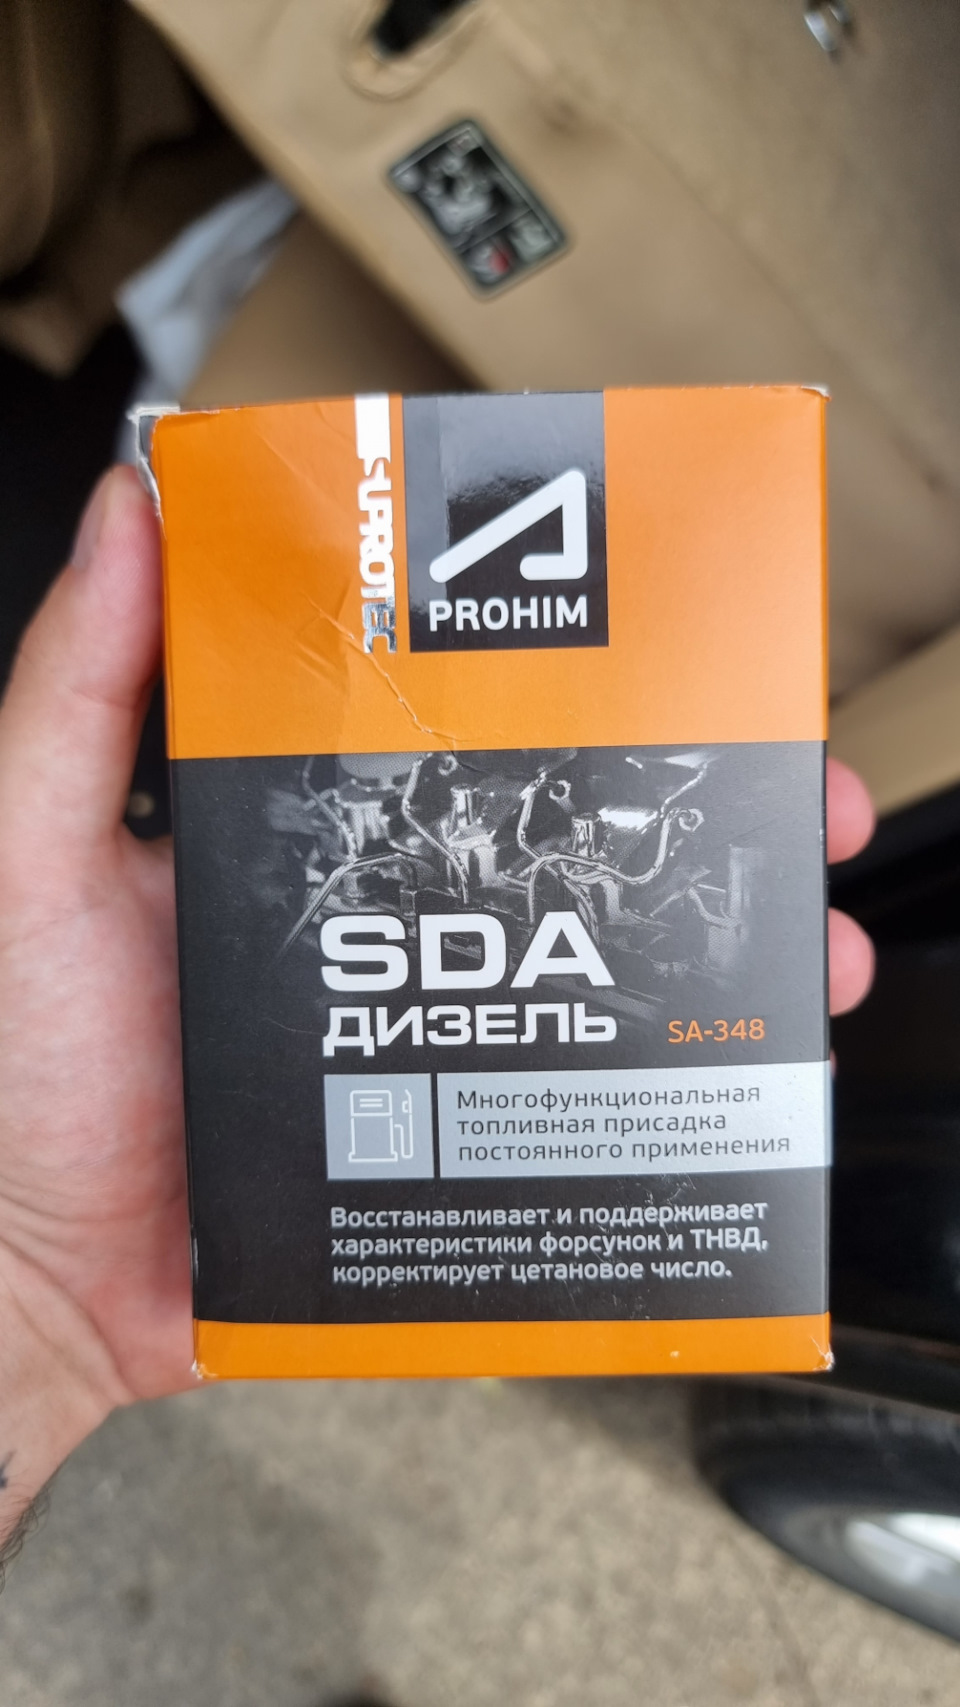 SUPROTEC
PROHIM
SDA
ДИЗЕЛЬ
SA-348
Многофункциональная
топливная присадка
постоянного применения
Восстанавливает и поддерживает
характеристики форсунок и ТНВД,
корректирует цетановое число.